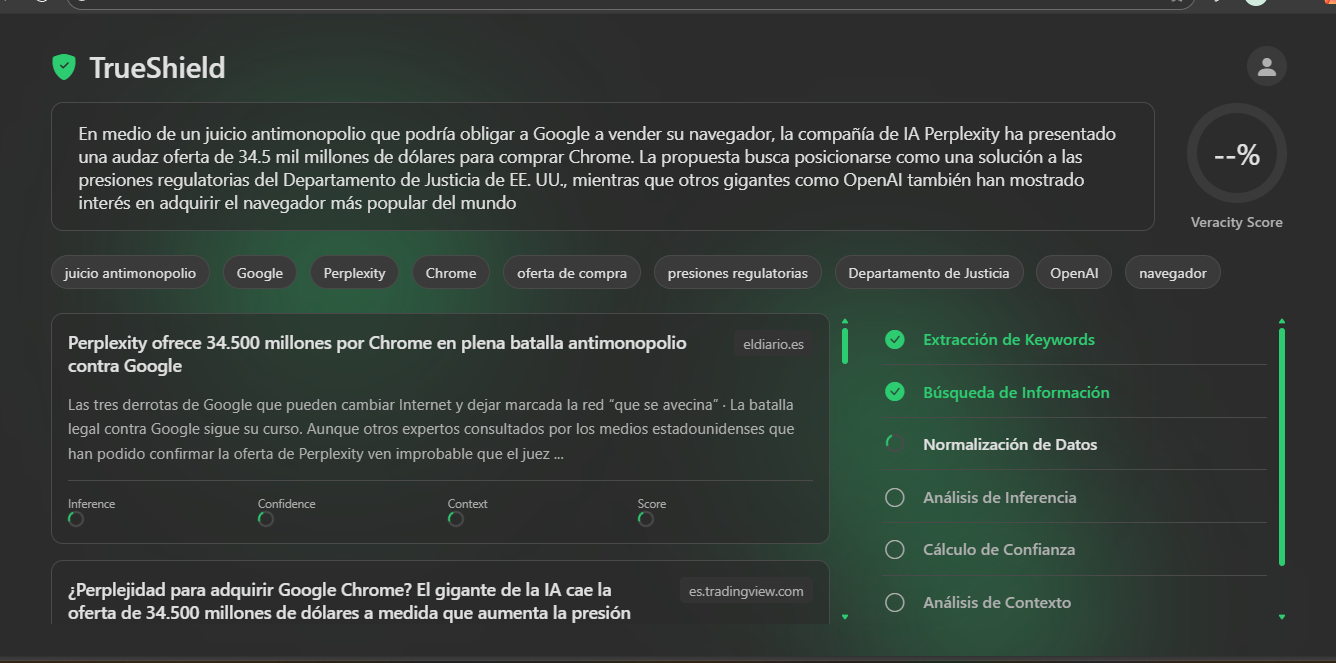 TrueShield
En medio de un juicio antimonopolio que podría obligar a Google a vender su navegador, la compañía de IA Perplexity ha presentado
una audaz oferta de 34.5 mil millones de dólares para comprar Chrome. La propuesta busca posicionarse como una solución a las
presiones regulatorias del Departamento de Justicia de EE. UU., mientras que otros gigantes como OpenAI también han mostrado
interés en adquirir el navegador más popular del mundo
--%
Veracity Score
juicio antimonopolio
Google
Perplexity
Chrome
oferta de compra
presiones regulatorias
Departamento de Justicia
OpenAI
navegador
Perplexity ofrece 34.500 millones por Chrome en plena batalla antimonopolio
contra Google
eldiario.es
Las tres derrotas de Google que pueden cambiar Internet y dejar marcada la red “que se avecina” · La batalla
legal contra Google sigue su curso. Aunque otros expertos consultados por los medios estadounidenses que
han podido confirmar la oferta de Perplexity ven improbable que el juez ...
Inference
Confidence
Context
Score
¿Perplejidad para adquirir Google Chrome? El gigante de la IA cae la
oferta de 34.500 millones de dólares a medida que aumenta la presión
es.tradingview.com
Extracción de Keywords
Búsqueda de Información
Normalización de Datos
Análisis de Inferencia
Cálculo de Confianza
Análisis de Contexto